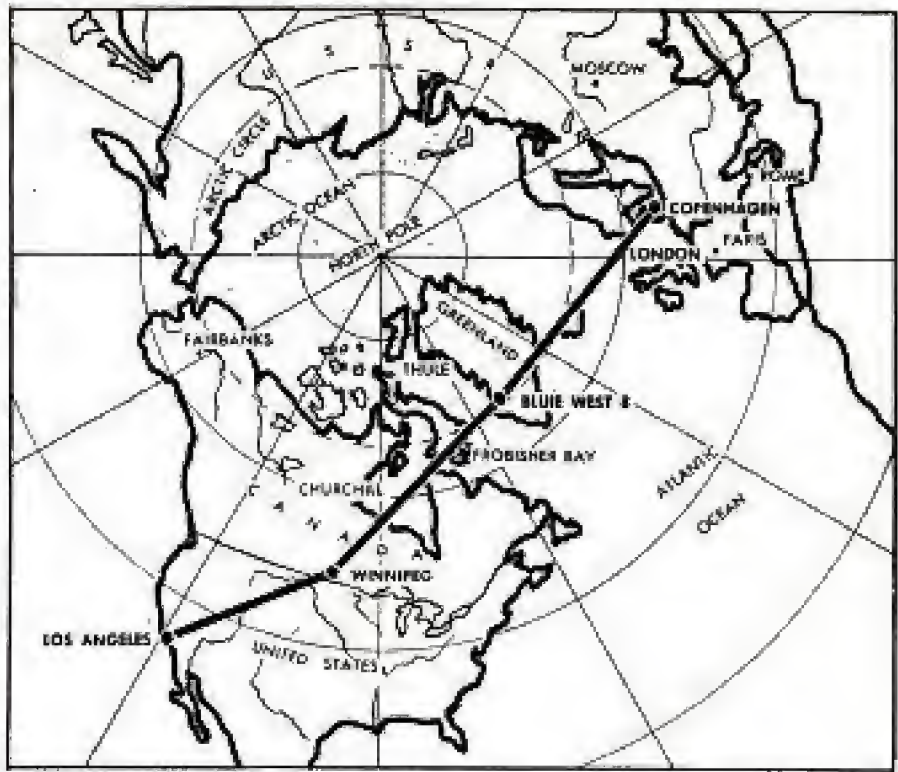 U S S R
MOSCOW
ARCTIC CIRCLE
ROME
ARCTIC OCEAN
COPENHAGEN
NORTH POLE
PARIS
LONDON
GREENLAND
FAIRBANKS
THULE
BLUIE WEST 8
FROBISHER BAY
CHURCHILL
ATLANTIC
OCEAN
CANADA
WINNIPEG
LOS ANGELES
UNITED STATES